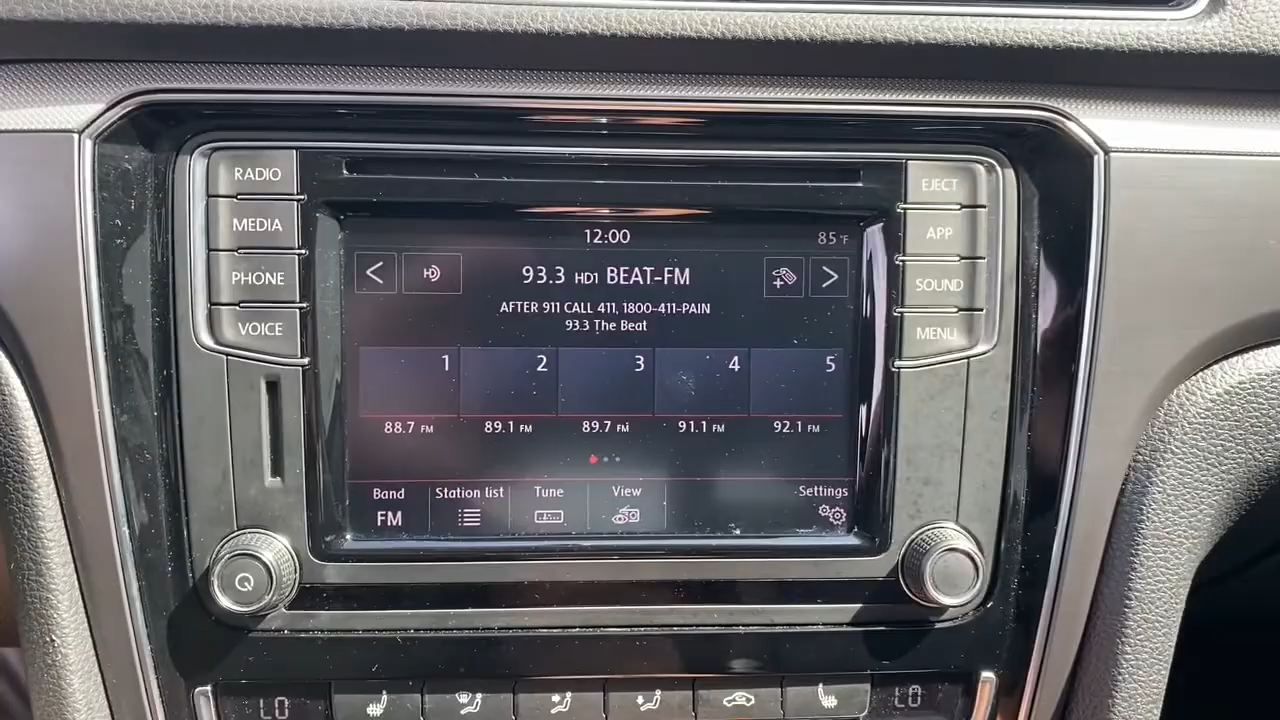 RADIO
MEDIA
PHONE
VOICE
EJECT
APP
SOUND
MENU
12:00
85°F
93.3 HD1 BEAT-FM
AFTER 911 CALL 411, 1800-411-PAIN
93.3 The Beat
1 2 3 4 5
88.7 FM 89.1 FM 89.7 FM 91.1 FM 92.1 FM
Band Station list Tune View Settings
FM
LO LO